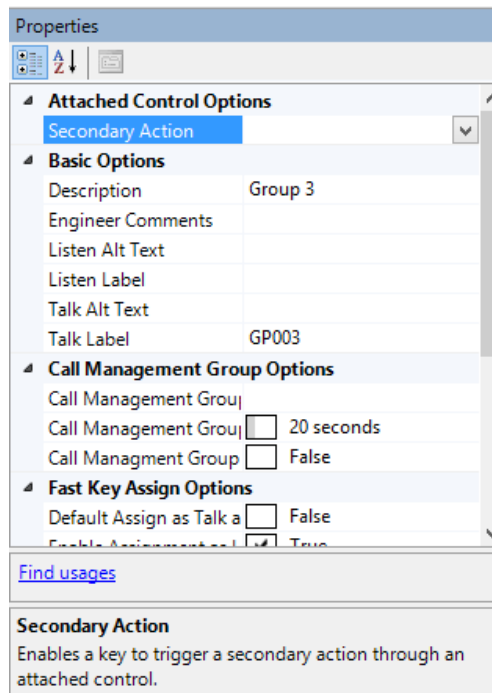 Properties
Attached Control Options
Secondary Action
Basic Options
Description Group 3
Engineer Comments
Listen Alt Text
Listen Label
Talk Alt Text
Talk Label GP003
Call Management Group Options
Call Management Grou
Call Management Grou 20 seconds
Call Managment Group False
Fast Key Assign Options
Default Assign as Talk a False
Enable Assignment as True
Find usages
Secondary Action
Enables a key to trigger a secondary action through an
attached control.